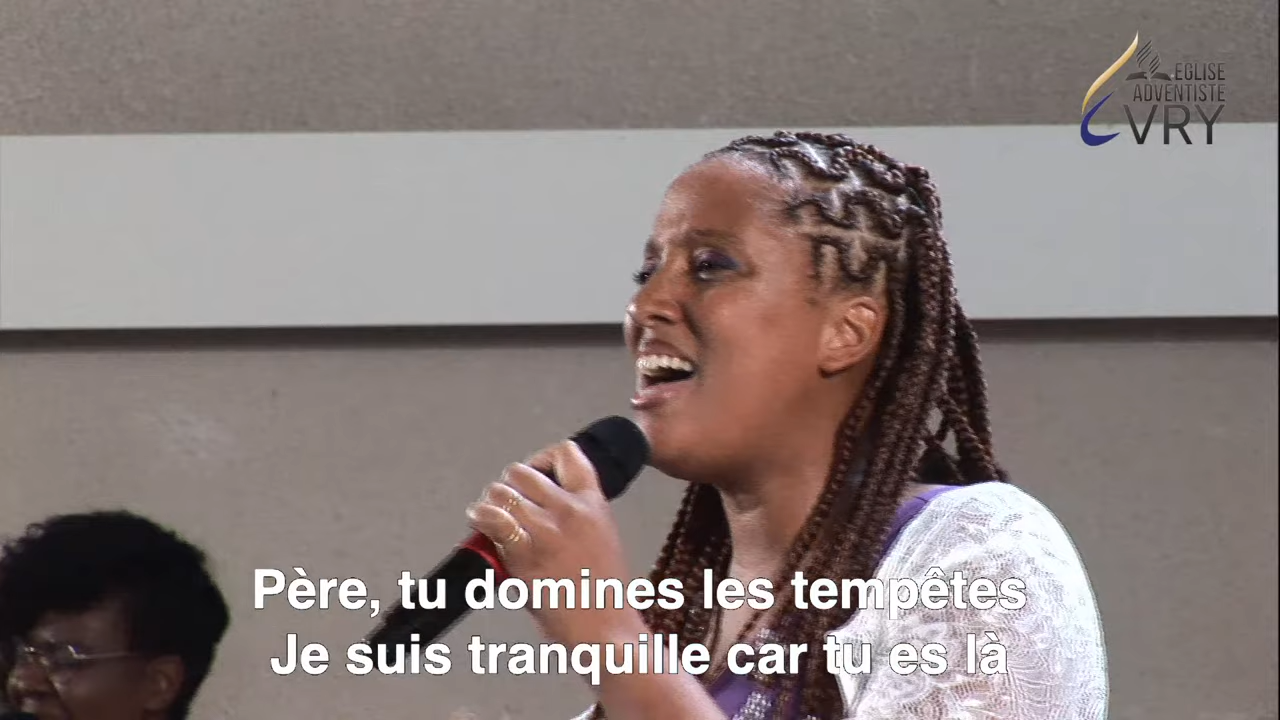 EGLISE
ADVENTISTE
EVRY
Père, tu domines les tempêtes
Je suis tranquille car tu es là